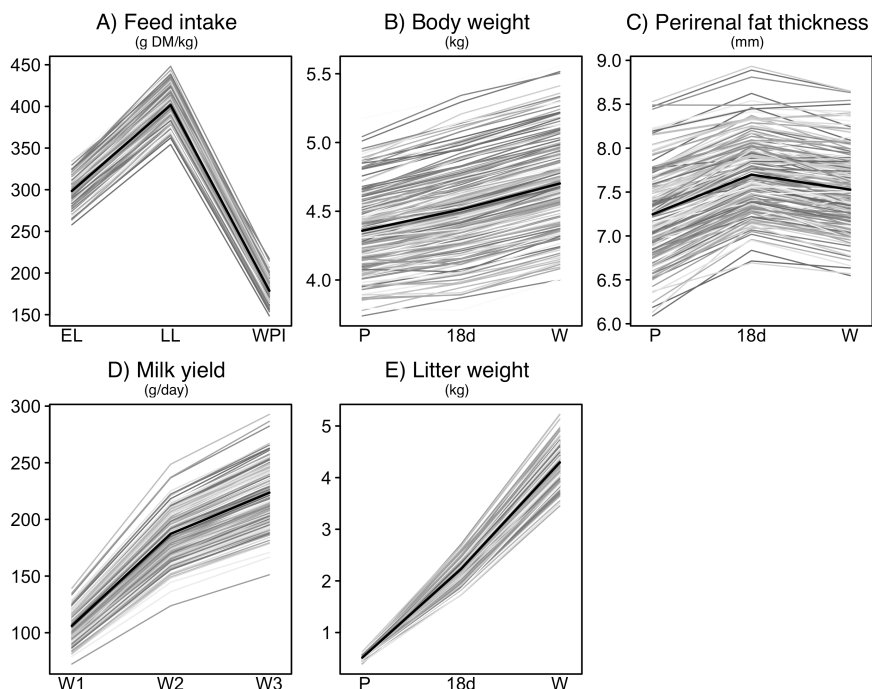 A) Feed intake
(g DM/kg)
450
400
350
300
250
200
150
EL LL WPI
B) Body weight
(kg)
5.5
5.0
4.5
4.0
P 18d W
C) Perirenal fat thickness
(mm)
9.0
8.5
8.0
7.5
7.0
6.5
6.0
P 18d W
D) Milk yield
(g/day)
300
250
200
150
100
W1 W2 W3
E) Litter weight
(kg)
5
4
3
2
1
P 18d W